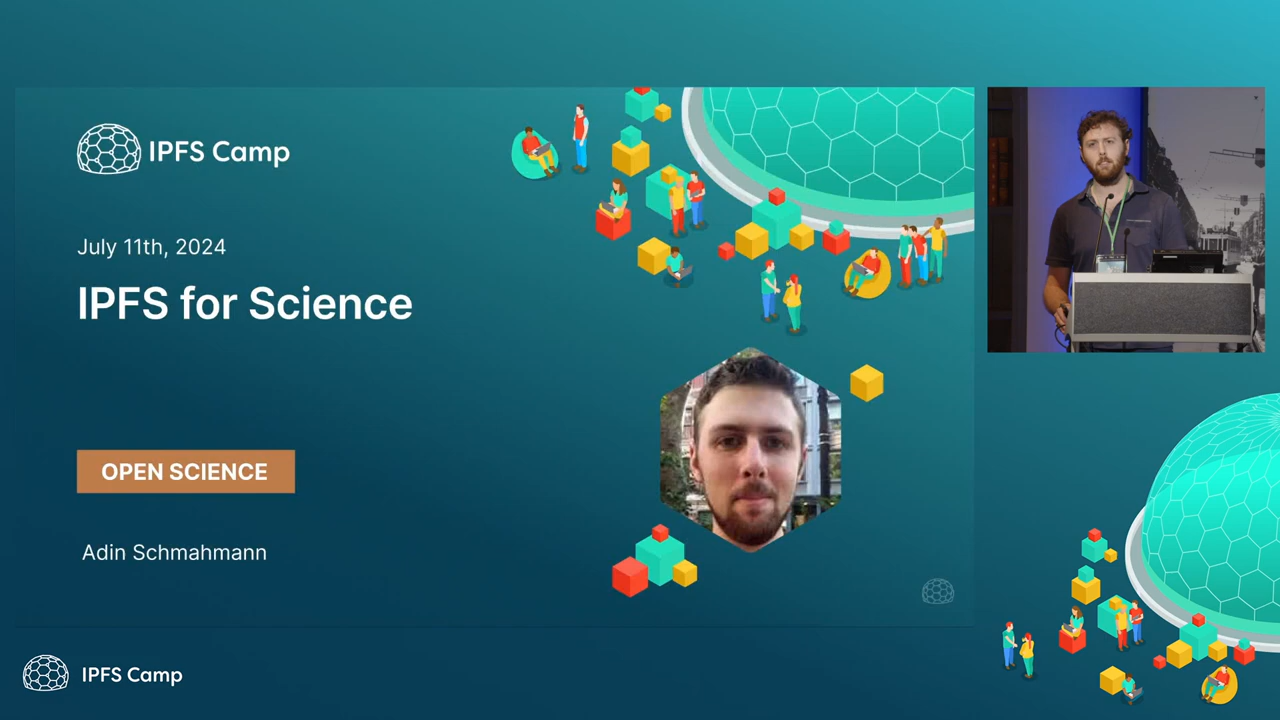 IPFS Camp
July 11th, 2024
IPFS for Science
OPEN SCIENCE
Adin Schmahmann
IPFS Camp